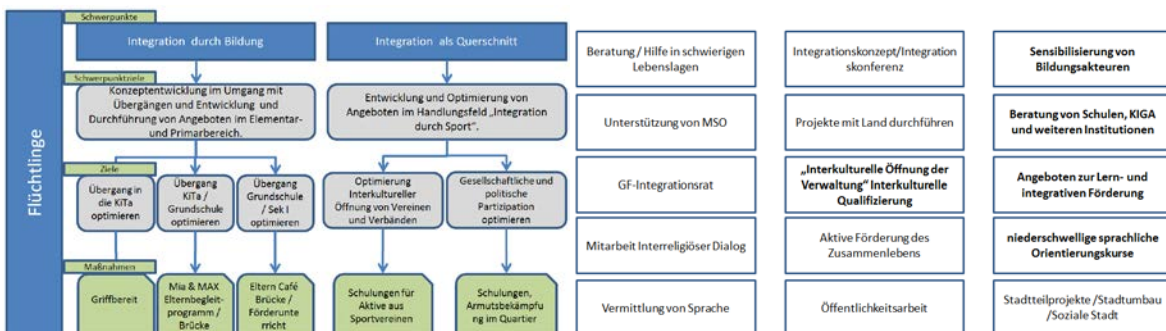 Flüchtlinge
Schwerpunkte
Integration durch Bildung
Integration als Querschnitt
Schwerpunktziele
Konzeptentwicklung im Umgang mit
Übergängen und Entwicklung und
Durchführung von Angeboten im Elementar-
und Primarbereich.
Entwicklung und Optimierung von
Angeboten im Handlungsfeld „Integration
durch Sport".
Ziele
Übergang in
die KiTa
optimieren
Übergang
KiTa /
Grundschule
optimieren
Übergang
Grundschule
/ Sek I
optimieren
Optimierung
Interkultureller
Öffnung von Vereinen
und Verbänden
Gesellschaftliche und
politische
Partizipation
optimieren
Maßnahmen
Griffbereit
Mia & MAX
Elternbegleit-
programm /
Brücke
Eltern Café
Brücke /
Förderunte
rricht
Schulungen für
Aktive aus
Sportvereinen
Schulungen,
Armutsbekämpfu
ng im Quartier
Beratung / Hilfe in schwierigen
Lebenslagen
Integrationskonzept/Integration
skonferenz
Sensibilisierung von
Bildungsakteuren
Unterstützung von MSO
Projekte mit Land durchführen
Beratung von Schulen, KIGA
und weiteren Institutionen
GF-Integrationsrat
„Interkulturelle Öffnung der
Verwaltung" Interkulturelle
Qualifizierung
Angeboten zur Lern- und
integrativen Förderung
Mitarbeit Interreligiöser Dialog
Aktive Förderung des
Zusammenlebens
niederschwellige sprachliche
Orientierungskurse
Vermittlung von Sprache
Öffentlichkeitsarbeit
Stadtteilprojekte /Stadtumbau
/Soziale Stadt